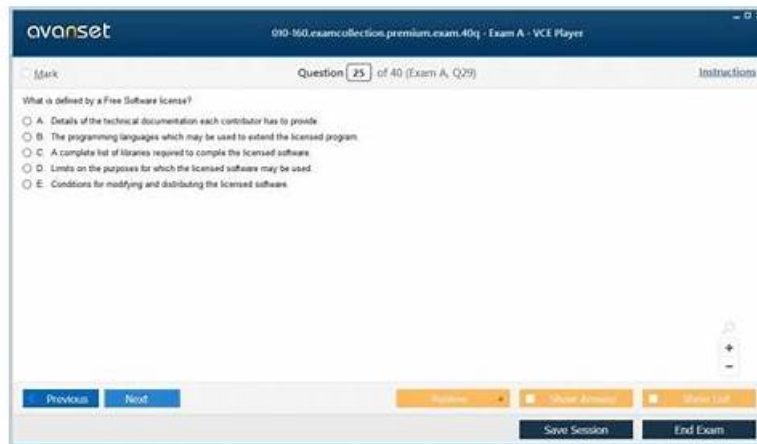 avanset
010-160.examcollection.premium.exam.40q - Exam A - VCE Player
Mark
Question 25 of 40 (Exam A, Q29)
Instructions
What is defined by a Free Software license?
A. Details of the technical documentation each contributor has to provide.
B. The programming languages which may be used to extend the licensed program.
C. A complete list of libraries required to compile the licensed software.
D. Limits on the purposes for which the licensed software may be used.
E. Conditions for modifying and distributing the licensed software.
Previous
Next
Review
Show Answer
Show List
Save Session
End Exam